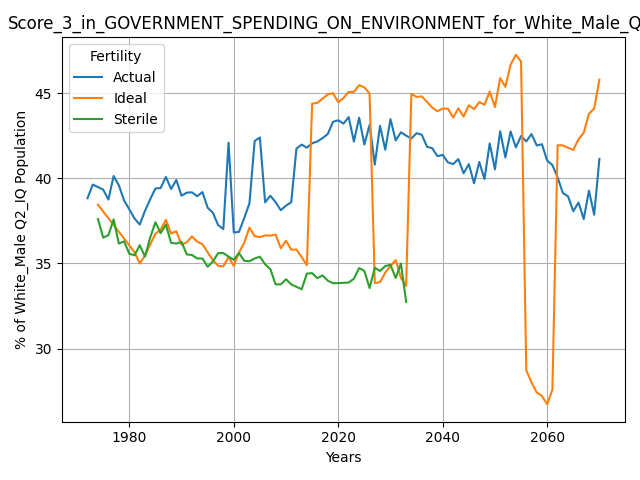 Score_3_in_GOVERNMENT_SPENDING_ON_ENVIRONMENT_for_White_Male_Q
Fertility
Actual
Ideal
Sterile
% of White_Male Q2_IQ Population
45
40
35
30
1980
2000
2020
2040
2060
Years